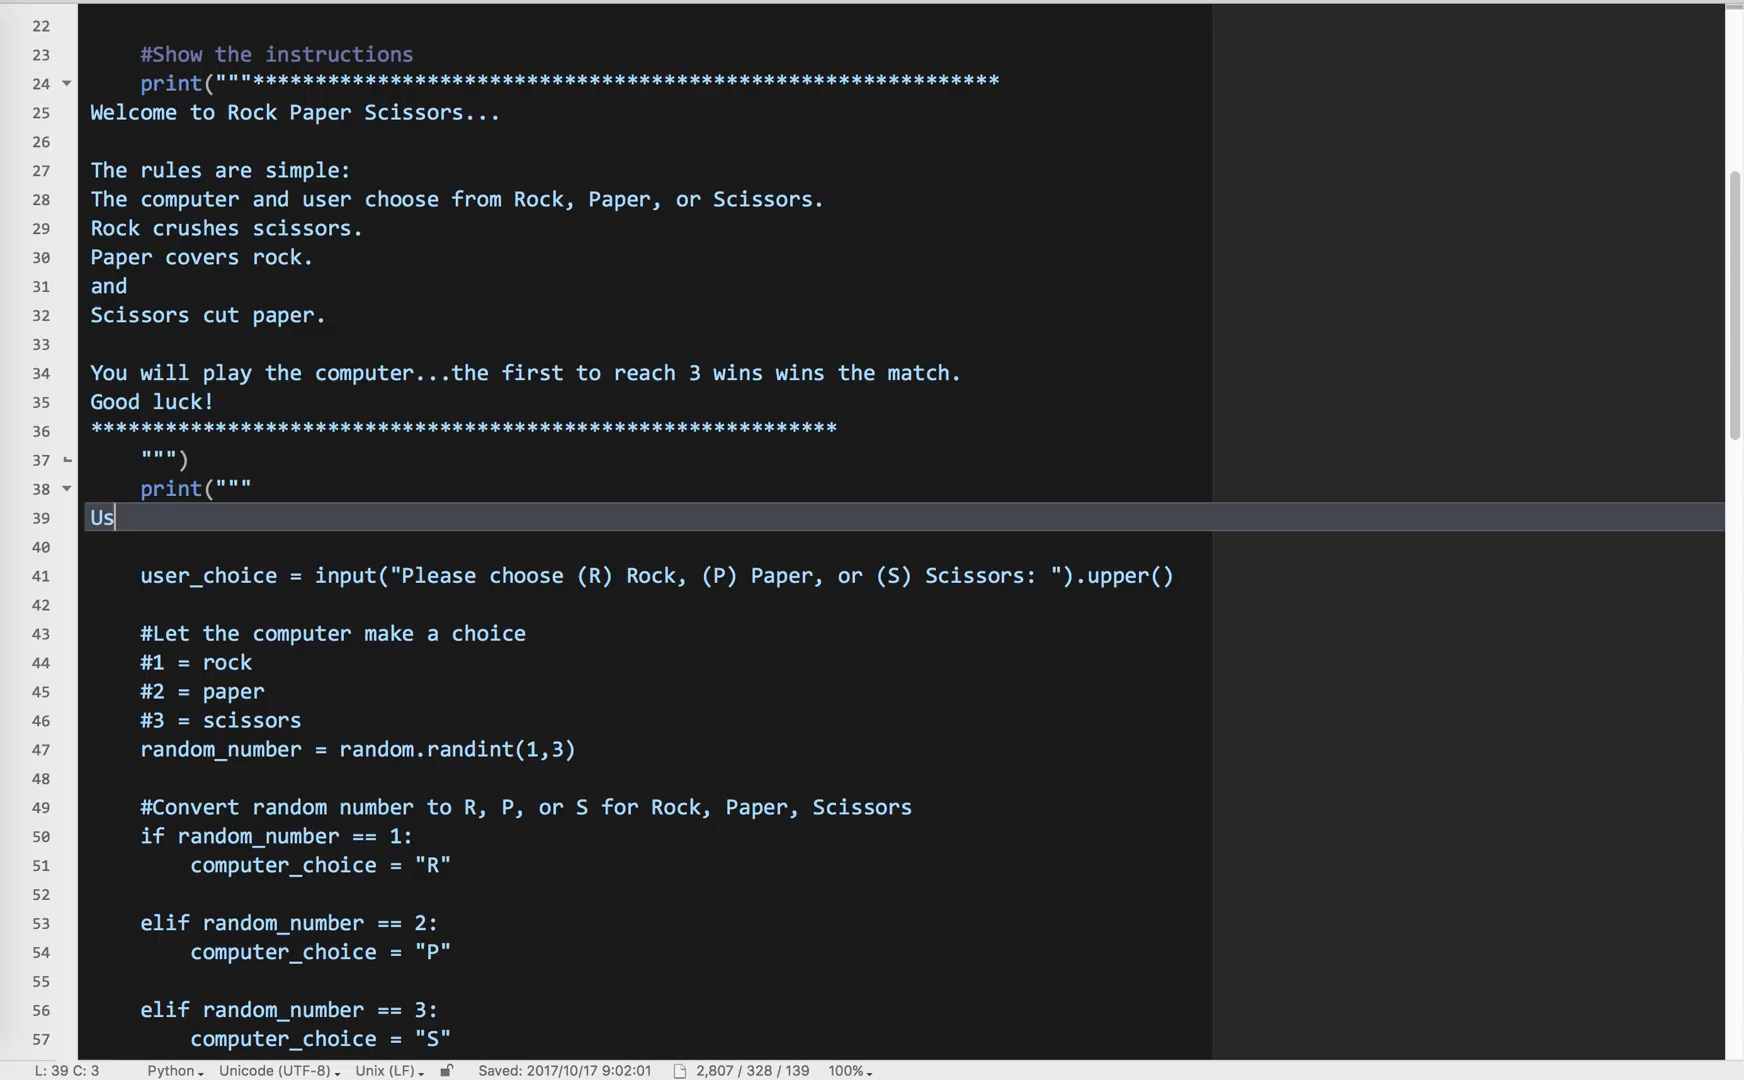 22
23 #Show the instructions
24 print("""************************************************************
25 Welcome to Rock Paper Scissors...
26
27 The rules are simple:
28 The computer and user choose from Rock, Paper, or Scissors.
29 Rock crushes scissors.
30 Paper covers rock.
31 and
32 Scissors cut paper.
33
34 You will play the computer...the first to reach 3 wins wins the match.
35 Good luck!
36 ************************************************************
37 """)
38 print("""
39 Us
40
41 user_choice = input("Please choose (R) Rock, (P) Paper, or (S) Scissors: ").upper()
42
43 #Let the computer make a choice
44 #1 = rock
45 #2 = paper
46 #3 = scissors
47 random_number = random.randint(1,3)
48
49 #Convert random number to R, P, or S for Rock, Paper, Scissors
50 if random_number == 1:
51 computer_choice = "R"
52
53 elif random_number == 2:
54 computer_choice = "P"
55
56 elif random_number == 3:
57 computer_choice = "S"
L: 39 C: 3 Python Unicode (UTF-8) Unix (LF) Saved: 2017/10/17 9:02:01 2,807 / 328 / 139 100%